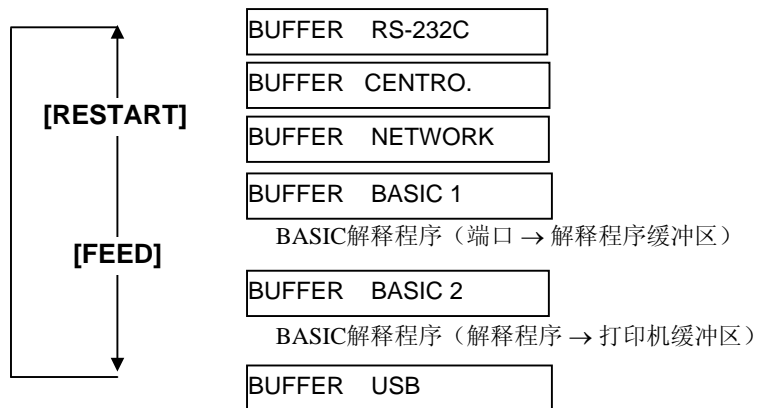 BUFFER RS-232C
BUFFER CENTRO.
[RESTART]
BUFFER NETWORK
BUFFER BASIC 1
BASIC解释程序（端口 → 解释程序缓冲区）
[FEED]
BUFFER BASIC 2
BASIC解释程序（解释程序 → 打印机缓冲区）
BUFFER USB